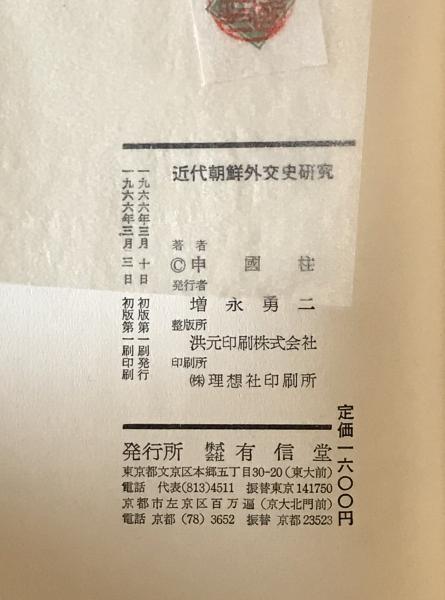 近代朝鮮外交史研究
一九六六年三月三日 初版第一刷印刷
一九六六年三月十日 初版第一刷発行
著者
©申 國 柱
発行者
増永勇二
整版所
洪元印刷株式会社
印刷所
㈱理想社印刷所
定価一六〇〇円
発行所 株式会社 有信堂
東京都文京区本郷五丁目30-20(東大前)
電話 代表(813)4511 振替東京141750
京都市左京区百万遍(京大北門前)
電話 京都(78)3652 振替 京都23523